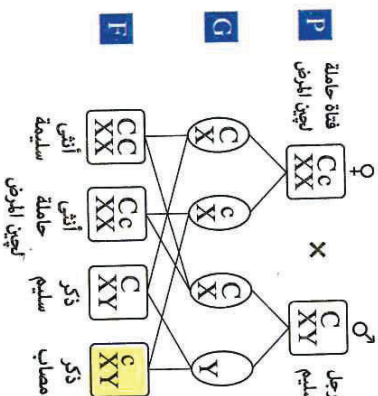 P
♀
فتاة حاملة
لجين المرض
Cc
XX
×
♂
C
XY
رجل
سليم
G
C
X
c
X
C
X
Y
F
CC
XX
أنثى
سليمة
Cc
XX
أنثى
حاملة
لجين المرض
C
XY
ذكر
سليم
c
XY
ذكر
مصاب